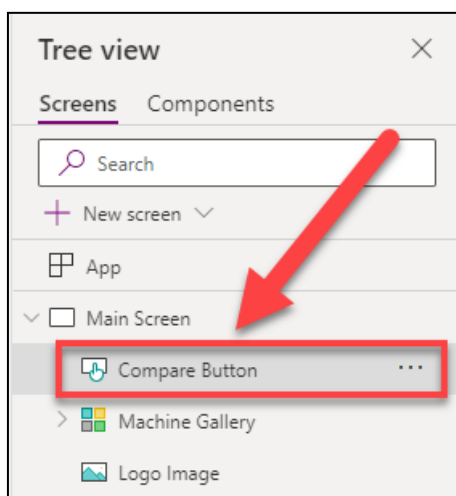 Tree view
Screens Components
Search
New screen
App
Main Screen
Compare Button
Machine Gallery
Logo Image